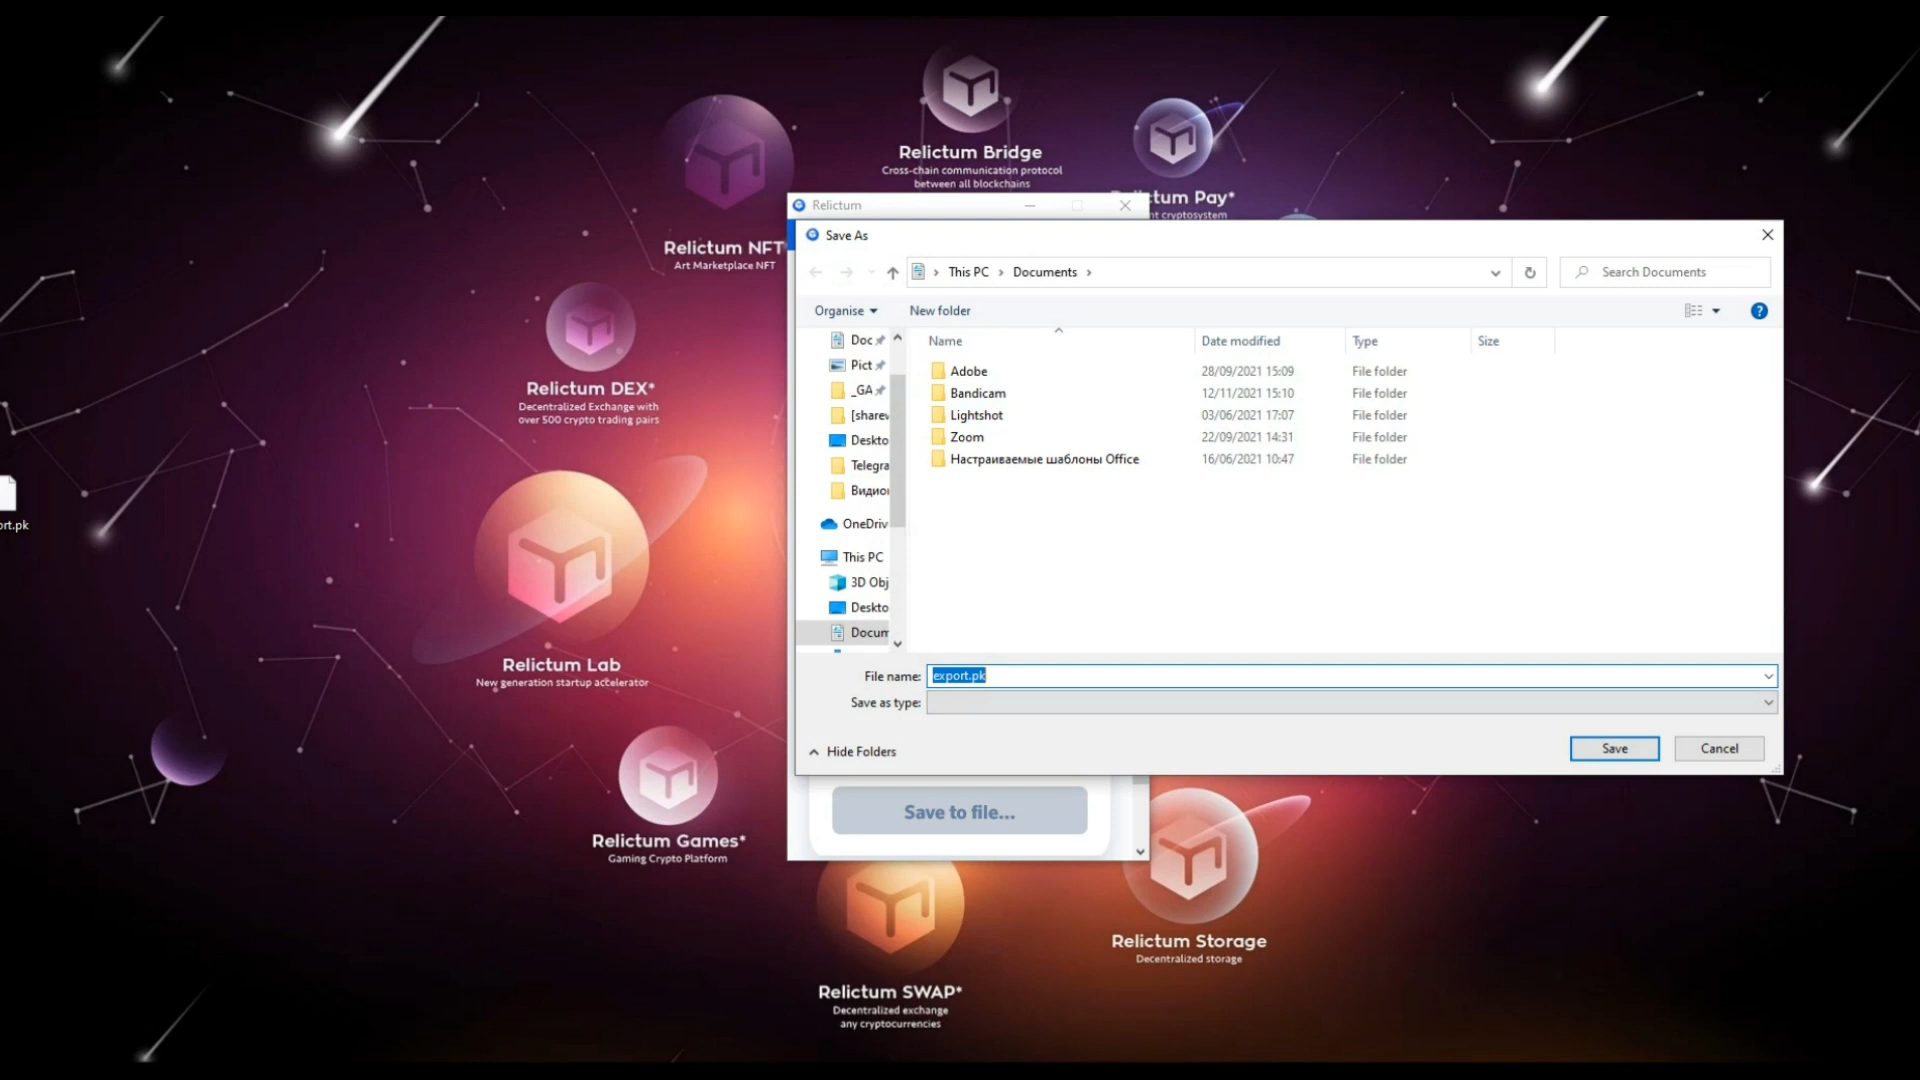 Relictum Bridge
Cross-chain communication protocol
between all blockchains
tum Pay*
nt cryptosystem
Relictum NFT
Art Marketplace NFT
Relictum DEX*
Decentralized Exchange with
over 500 crypto trading pairs
ort.pk
Relictum Lab
New generation startup accelerator
Relictum Games*
Gaming Crypto Platform
Relictum SWAP*
Decentralized exchange
any cryptocurrencies
Relictum Storage
Decentralized storage
Relictum
Save As
This PC > Documents >
Search Documents
Organise
New folder
Name Date modified Type Size
Adobe 28/09/2021 15:09 File folder
Bandicam 12/11/2021 15:10 File folder
Lightshot 03/06/2021 17:07 File folder
Zoom 22/09/2021 14:31 File folder
Настраиваемые шаблоны Office 16/06/2021 10:47 File folder
Doc
Pict
_GA
[sharew
Deskto
Telegra
Видио
OneDriv
This PC
3D Obj
Deskto
Docum
File name: export.pk
Save as type:
Hide Folders
Save
Cancel
Save to file...